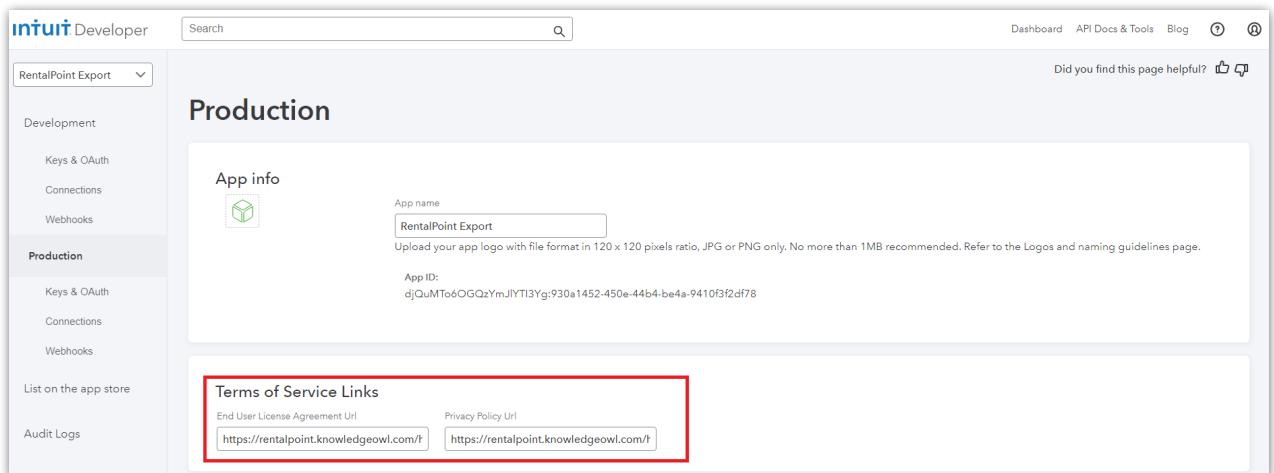 ıntuıt Developer
Search
Dashboard API Docs & Tools Blog
RentalPoint Export
Did you find this page helpful?
Production
Development
Keys & OAuth
Connections
Webhooks
Production
Keys & OAuth
Connections
Webhooks
List on the app store
Audit Logs
App info
App name
RentalPoint Export
Upload your app logo with file format in 120 x 120 pixels ratio, JPG or PNG only. No more than 1MB recommended. Refer to the Logos and naming guidelines page.
App ID:
djQuMTo6OGQzYmJlYTI3Yg:930a1452-450e-44b4-be4a-9410f3f2df78
Terms of Service Links
End User License Agreement Url Privacy Policy Url
https://rentalpoint.knowledgeowl.com/h https://rentalpoint.knowledgeowl.com/h